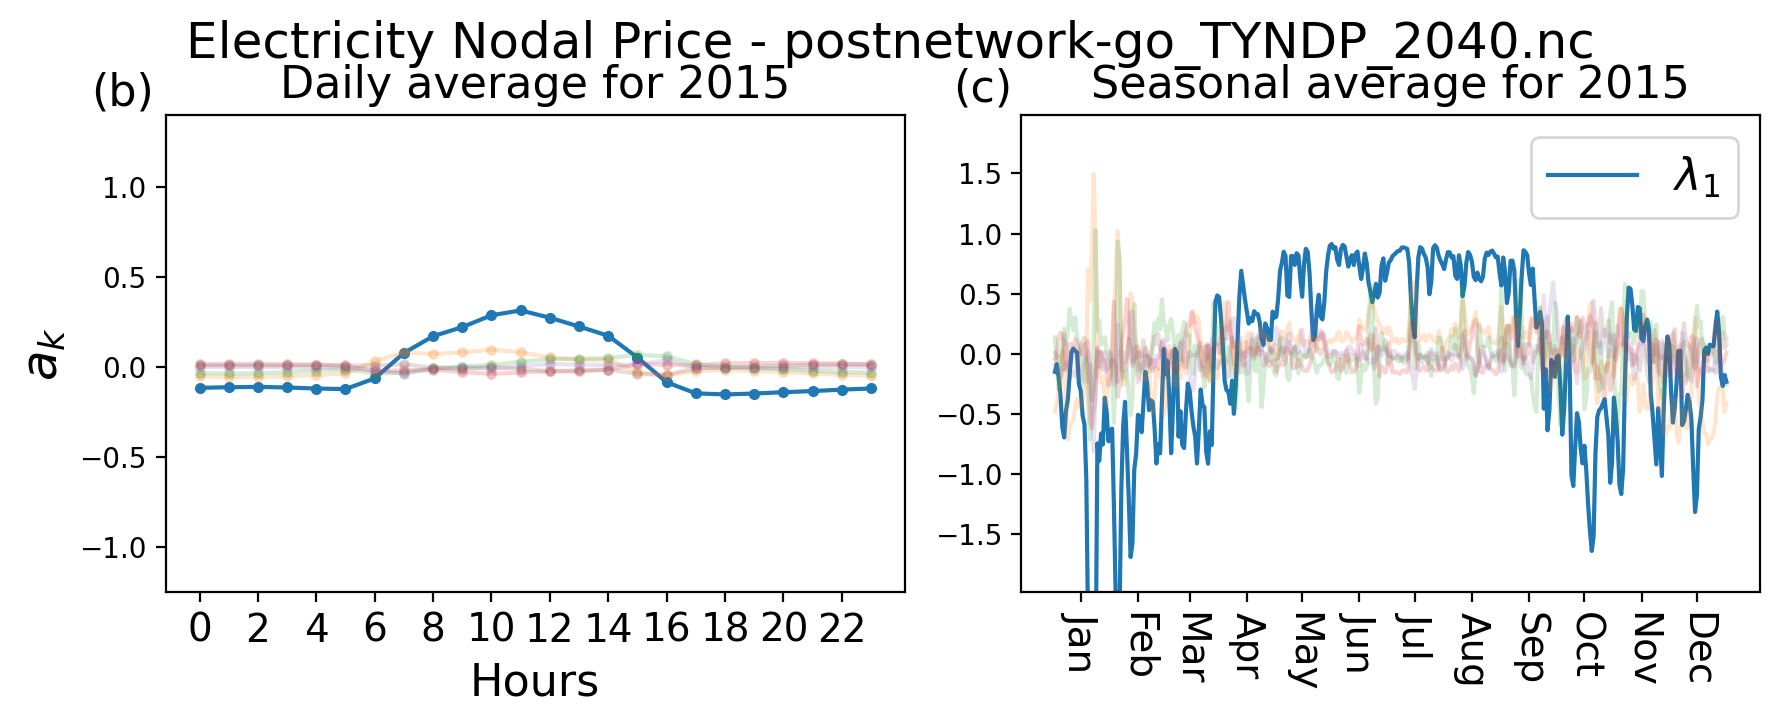 Electricity Nodal Price - postnetwork-go_TYNDP_2040.nc
(b)
Daily average for 2015
a_k
1.0
0.5
0.0
−0.5
−1.0
0 2 4 6 8 10 12 14 16 18 20 22
Hours
(c)
Seasonal average for 2015
λ_1
1.5
1.0
0.5
0.0
−0.5
−1.0
−1.5
Jan Feb Mar Apr May Jun Jul Aug Sep Oct Nov Dec